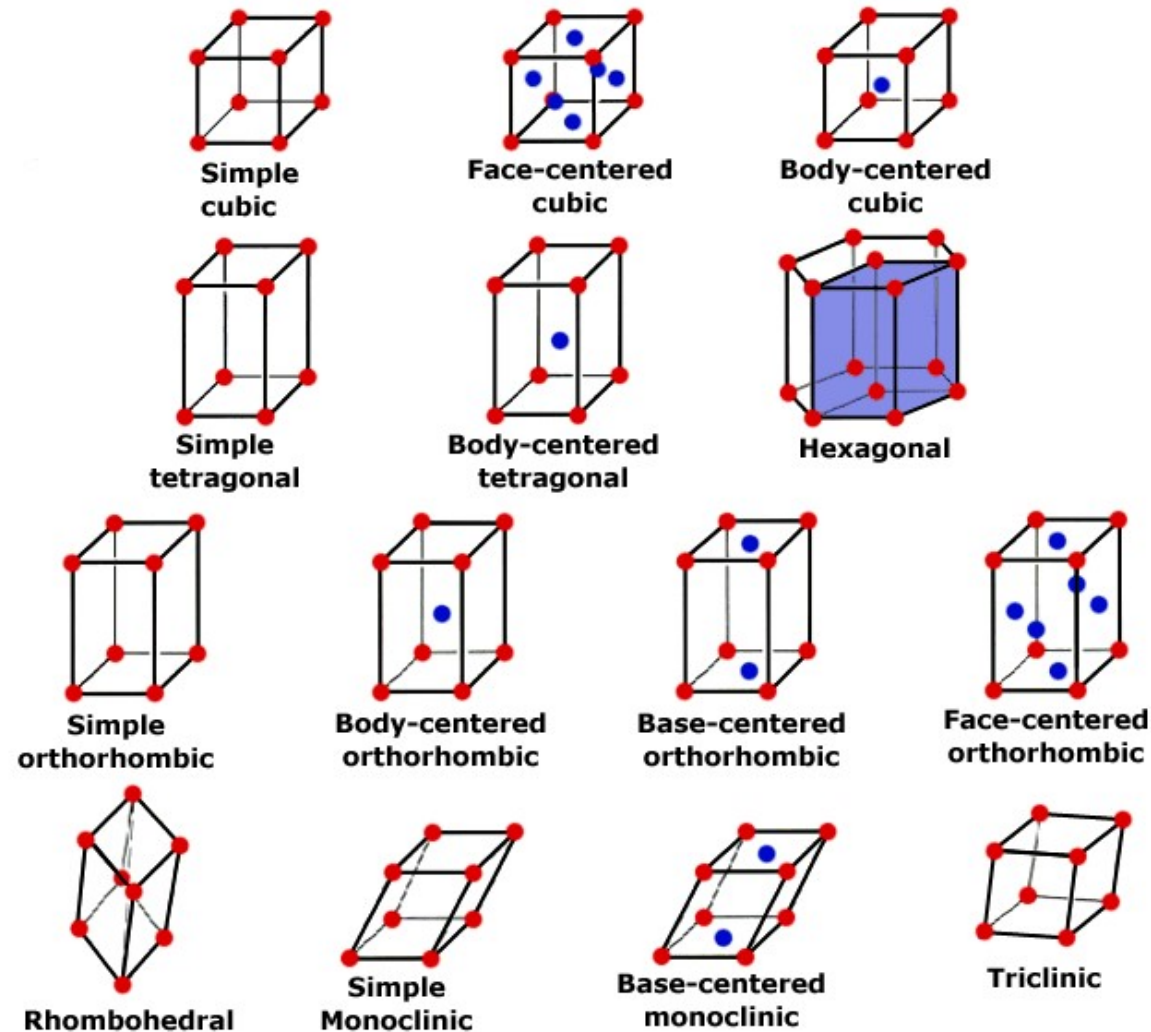 Simple
cubic
Face-centered
cubic
Body-centered
cubic
Simple
tetragonal
Body-centered
tetragonal
Hexagonal
Simple
orthorhombic
Body-centered
orthorhombic
Base-centered
orthorhombic
Face-centered
orthorhombic
Rhombohedral
Simple
Monoclinic
Base-centered
monoclinic
Triclinic